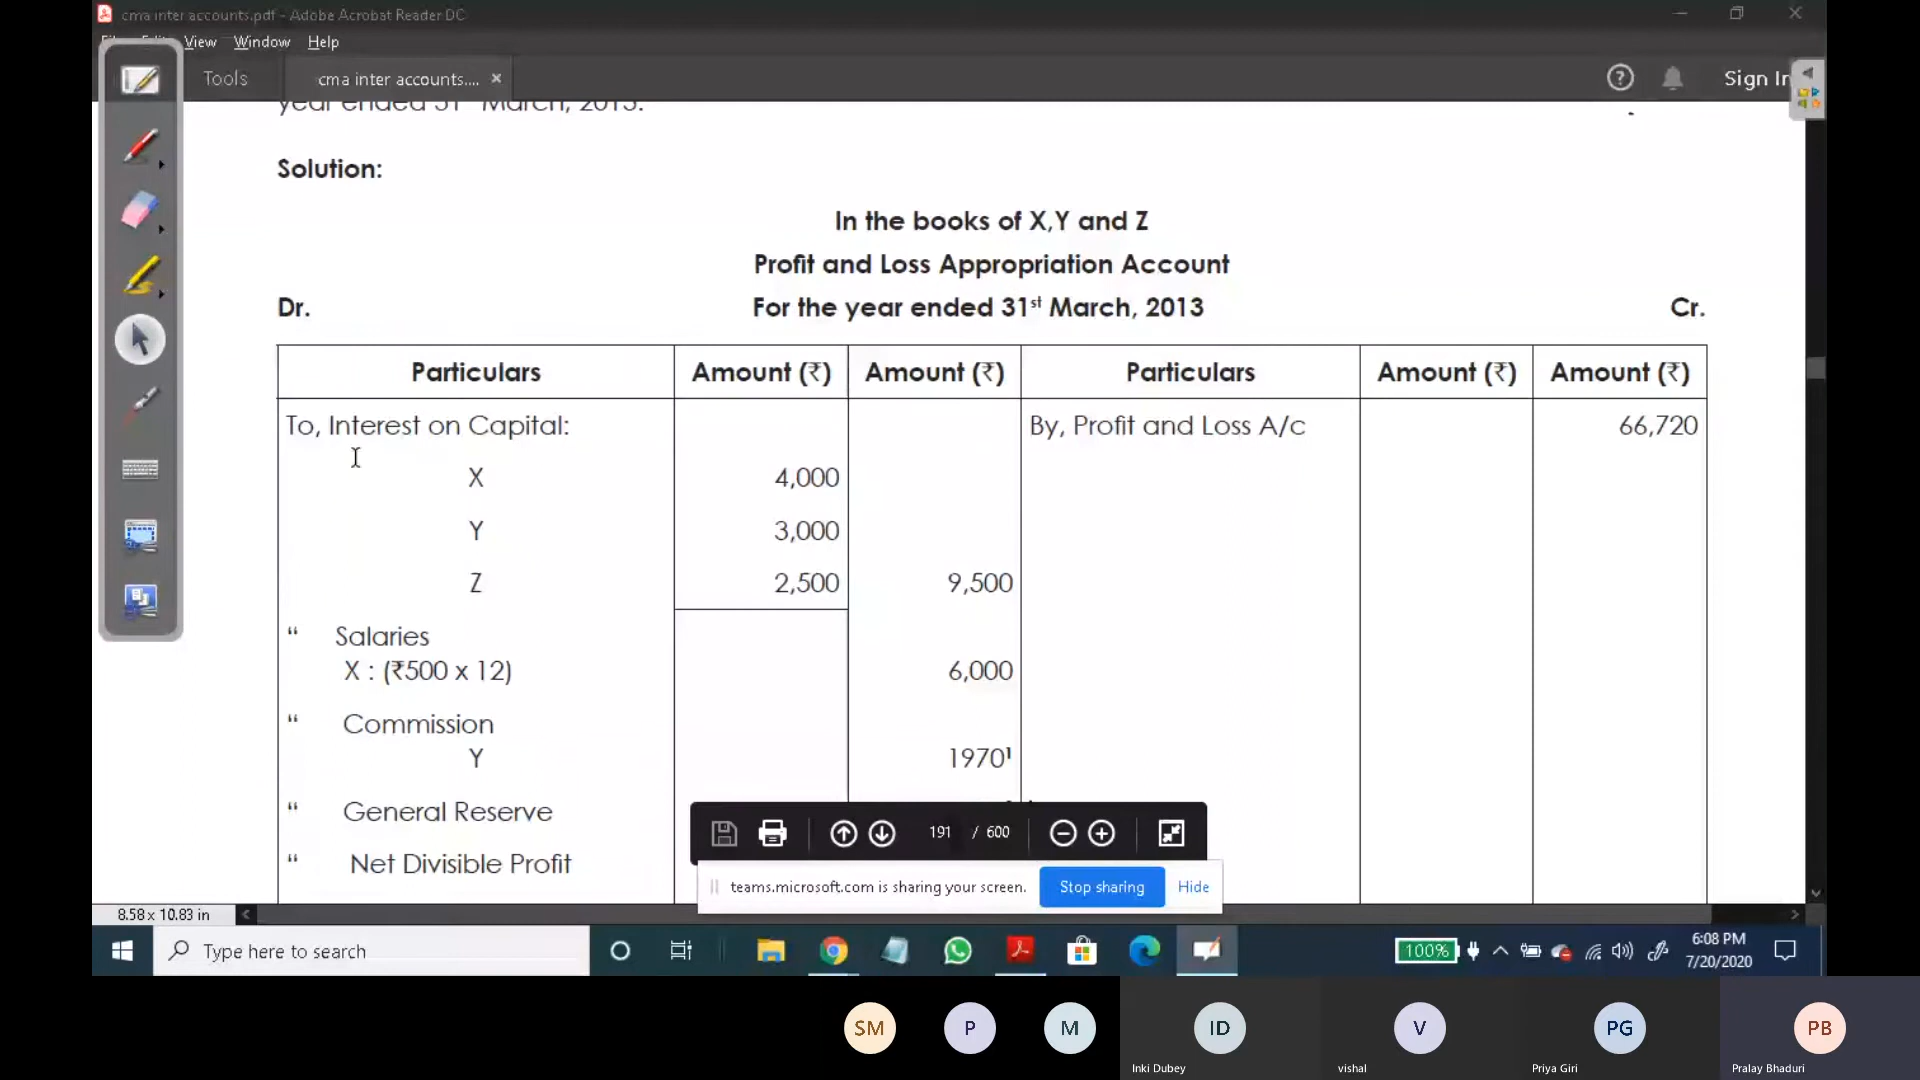 cma inter accounts.pdf - Adobe Acrobat Reader DC
View Window Help
Tools
cma inter accounts.... ×
Sign In
year ended 31st March, 2013.
Solution:
In the books of X,Y and Z
Profit and Loss Appropriation Account
Dr. For the year ended 31st March, 2013 Cr.
Particulars Amount (₹) Amount (₹) Particulars Amount (₹) Amount (₹)
To, Interest on Capital: By, Profit and Loss A/c 66,720
X 4,000
Y 3,000
Z 2,500 9,500
“ Salaries
X : (₹500 x 12) 6,000
“ Commission
Y 1970¹
“ General Reserve
“ Net Divisible Profit
191 / 600
teams.microsoft.com is sharing your screen. Stop sharing Hide
8.58 x 10.83 in
Type here to search
100%
6:08 PM
7/20/2020
SM P M ID V PG PB
Inki Dubey vishal Priya Giri Pralay Bhaduri